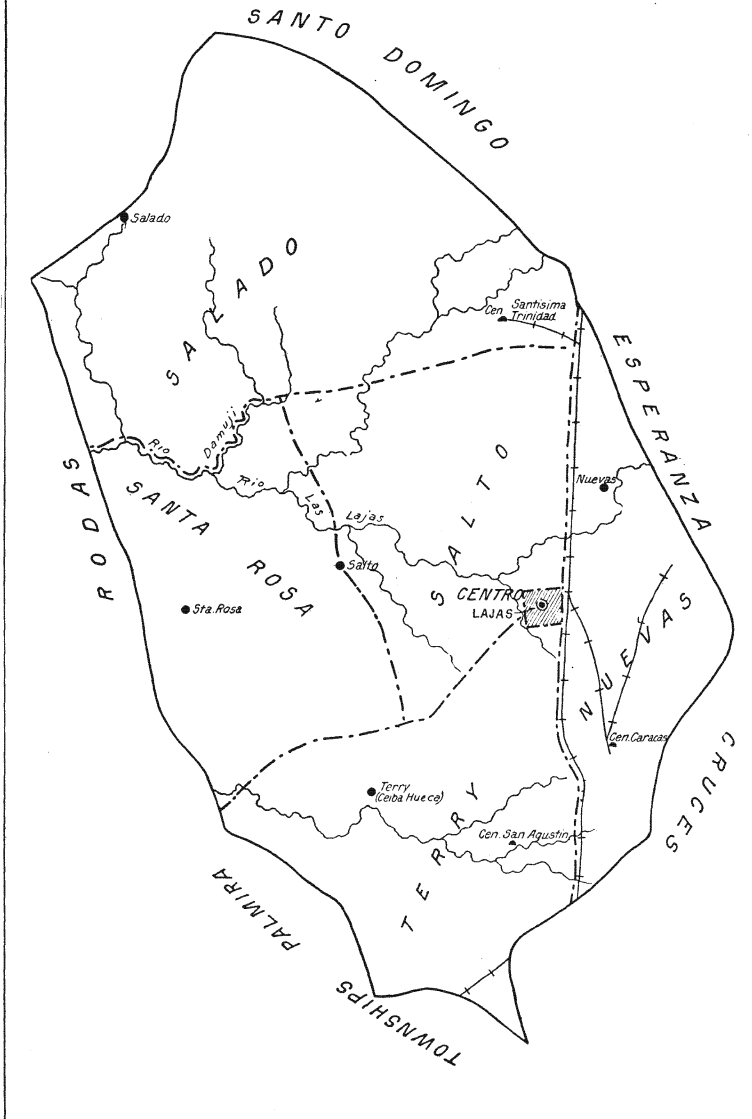 SANTO DOMINGO
Salado
SALADO
Cen Santisima
Trinidad
ESPERANZA
Rio Damuji
RODAS
SANTA ROSA
Rio Las Lajas
SALTO
Nuevas
Salto
CENTRO
LAJAS
Sta. Rosa
NUEVAS
Cen. Caracas
CRUCES
Terry
(Ceiba Hueca)
TERRY
Cen. San Agustin
PALMIRA
TOWNSHIPS